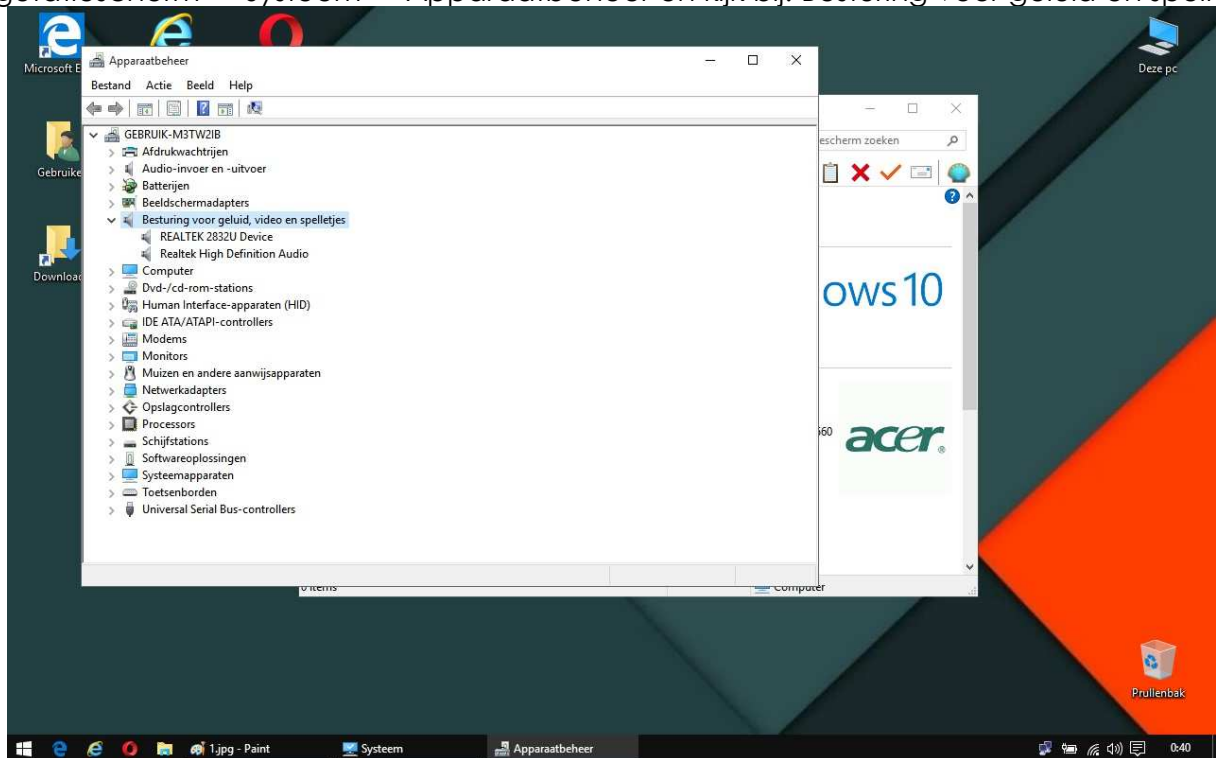 Microsoft E
Deze pc
Apparaatbeheer
Bestand Actie Beeld Help
GEBRUIK-M3TW2IB
Afdrukwachtrijen
Audio-invoer en -uitvoer
Batterijen
Beeldschermadapters
Besturing voor geluid, video en spelletjes
REALTEK 2832U Device
Realtek High Definition Audio
Computer
Dvd-/cd-rom-stations
Human Interface-apparaten (HID)
IDE ATA/ATAPI-controllers
Modems
Monitors
Muizen en andere aanwijsapparaten
Netwerkadapters
Opslagcontrollers
Processors
Schijfstations
Softwareoplossingen
Systeemapparaten
Toetsenborden
Universal Serial Bus-controllers
escherm zoeken
ows 10
acer
Gebruike
Downloa
Computer
Prullenbak
1.jpg - Paint
Systeem
Apparaatbeheer
0:40